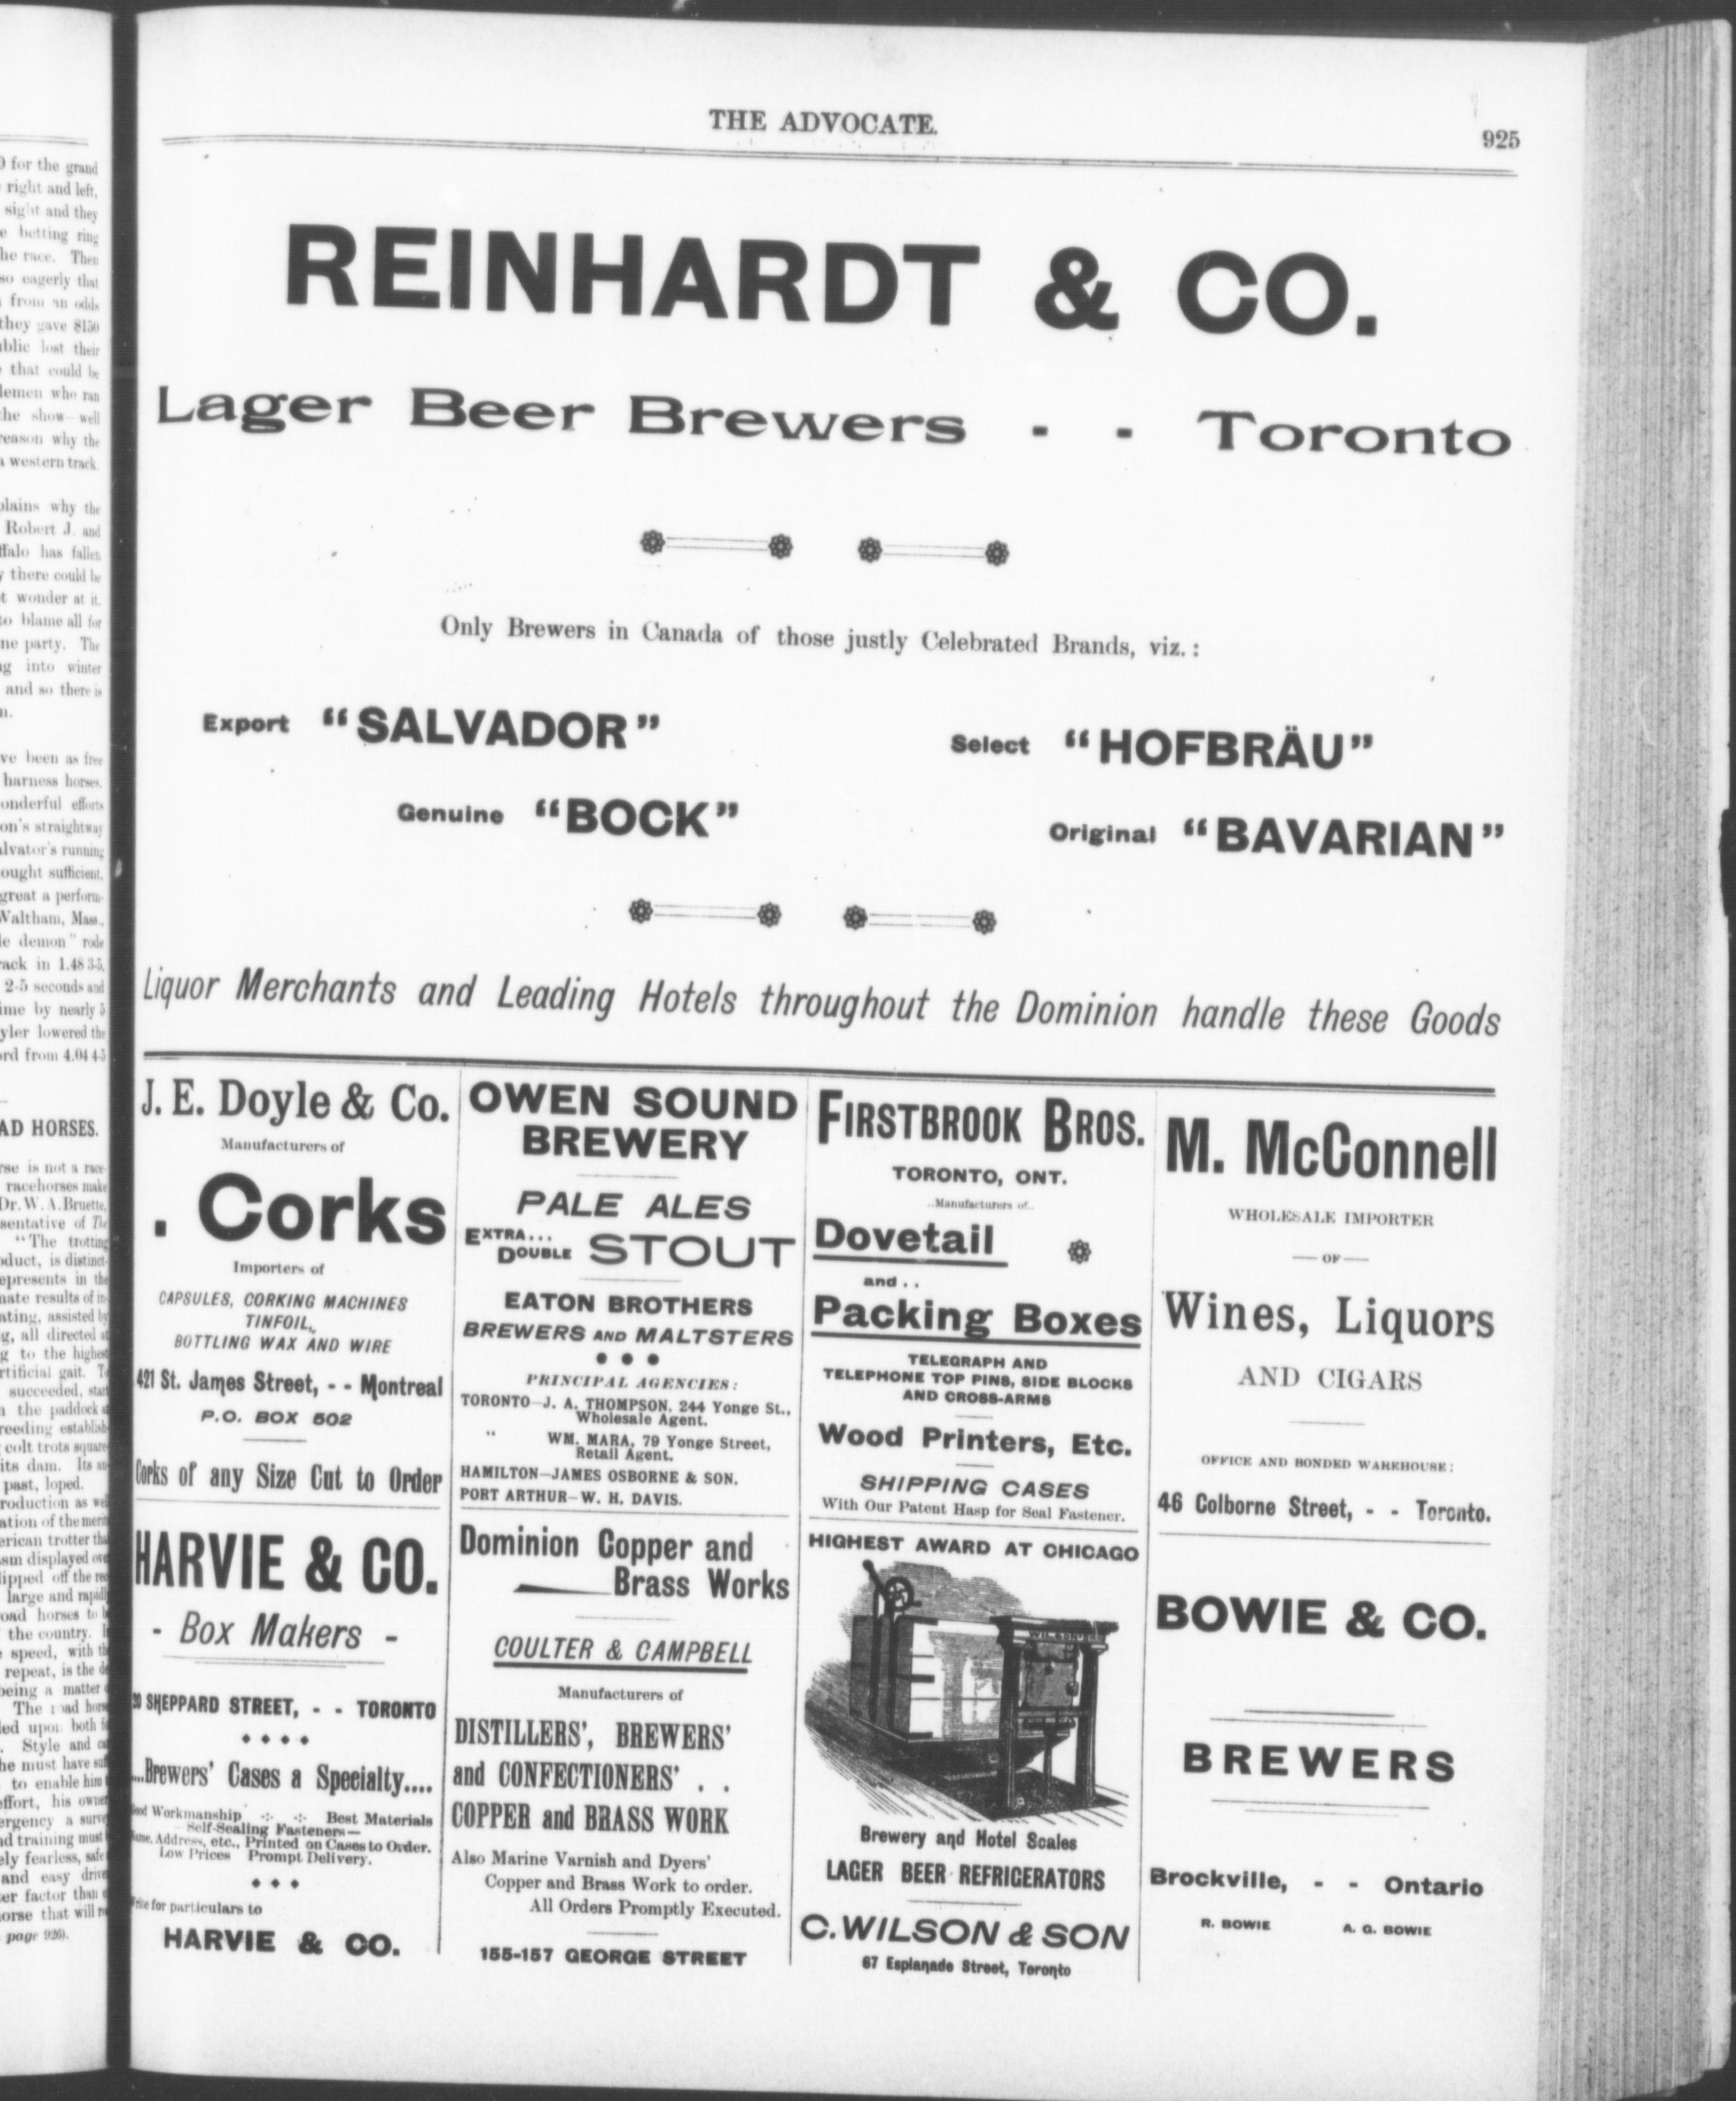 THE ADVOCATE.
925
REINHARDT & CO.
Lager Beer Brewers - - Toronto
Only Brewers in Canada of those justly Celebrated Brands, viz.:
Export "SALVADOR"
Select "HOFBRÄU"
Genuine "BOCK"
Original "BAVARIAN"
Liquor Merchants and Leading Hotels throughout the Dominion handle these Goods
J. E. Doyle & Co.
Manufacturers of
. Corks
Importers of
CAPSULES, CORKING MACHINES
TINFOIL,
BOTTLING WAX AND WIRE
421 St. James Street, - - Montreal
P.O. BOX 502
Corks of any Size Cut to Order
HARVIE & CO.
- Box Makers -
20 SHEPPARD STREET, - - TORONTO
....Brewers' Cases a Specialty....
Good Workmanship -:- -:- Best Materials
Self-Sealing Fasteners—
Name, Address, etc., Printed on Cases to Order.
Low Prices Prompt Delivery.
Write for particulars to
HARVIE & CO.
OWEN SOUND
BREWERY
PALE ALES
EXTRA...
DOUBLE STOUT
EATON BROTHERS
BREWERS AND MALTSTERS
PRINCIPAL AGENCIES:
TORONTO—J. A. THOMPSON, 244 Yonge St.,
Wholesale Agent.
" WM. MARA, 79 Yonge Street,
Retail Agent.
HAMILTON—JAMES OSBORNE & SON.
PORT ARTHUR—W. H. DAVIS.
Dominion Copper and
Brass Works
COULTER & CAMPBELL
Manufacturers of
DISTILLERS', BREWERS'
and CONFECTIONERS' . .
COPPER and BRASS WORK
Also Marine Varnish and Dyers'
Copper and Brass Work to order.
All Orders Promptly Executed.
155-157 GEORGE STREET
FIRSTBROOK BROS.
TORONTO, ONT.
..Manufacturers of..
Dovetail
and . .
Packing Boxes
TELEGRAPH AND
TELEPHONE TOP PINS, SIDE BLOCKS
AND CROSS-ARMS
Wood Printers, Etc.
SHIPPING CASES
With Our Patent Hasp for Seal Fastener.
HIGHEST AWARD AT CHICAGO
WILSON'S
Brewery and Hotel Scales
LAGER BEER REFRIGERATORS
C. WILSON & SON
67 Esplanade Street, Toronto
M. McConnell
WHOLESALE IMPORTER
— OF —
Wines, Liquors
AND CIGARS
OFFICE AND BONDED WAREHOUSE:
46 Colborne Street, - - Toronto.
BOWIE & CO.
BREWERS
Brockville, - - Ontario
R. BOWIE A. G. BOWIE